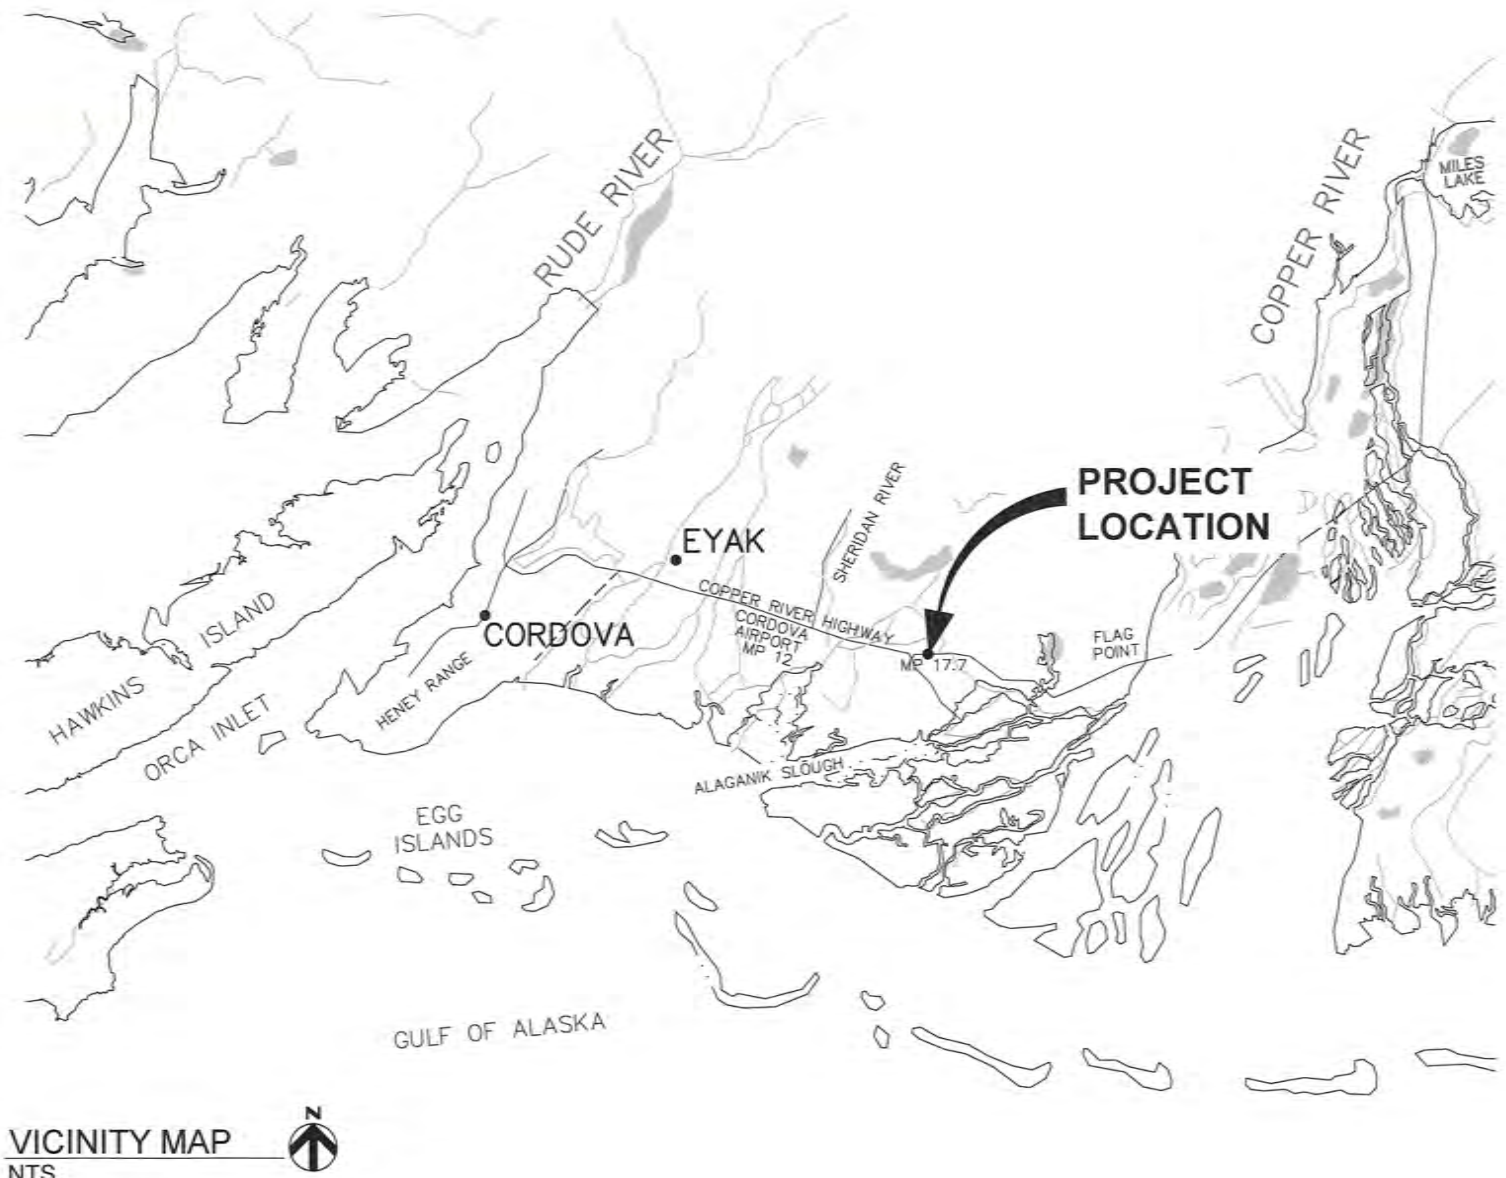 RUDE RIVER
COPPER RIVER
MILES
LAKE
PROJECT
LOCATION
SHERIDAN RIVER
EYAK
COPPER RIVER HIGHWAY
CORDOVA
AIRPORT
MP 12
MP 17.7
FLAG
POINT
CORDOVA
HENEY RANGE
HAWKINS ISLAND
ORCA INLET
ALAGANIK SLOUGH
EGG
ISLANDS
GULF OF ALASKA
N
VICINITY MAP
NTS